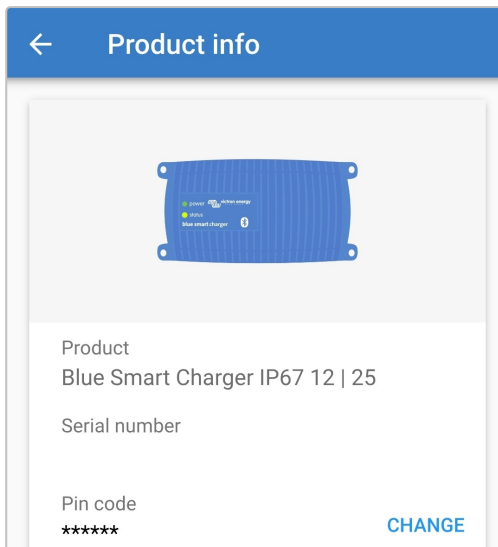 Product info
power victron energy
status
blue smart charger
Product
Blue Smart Charger IP67 12 | 25
Serial number
Pin code
******
CHANGE